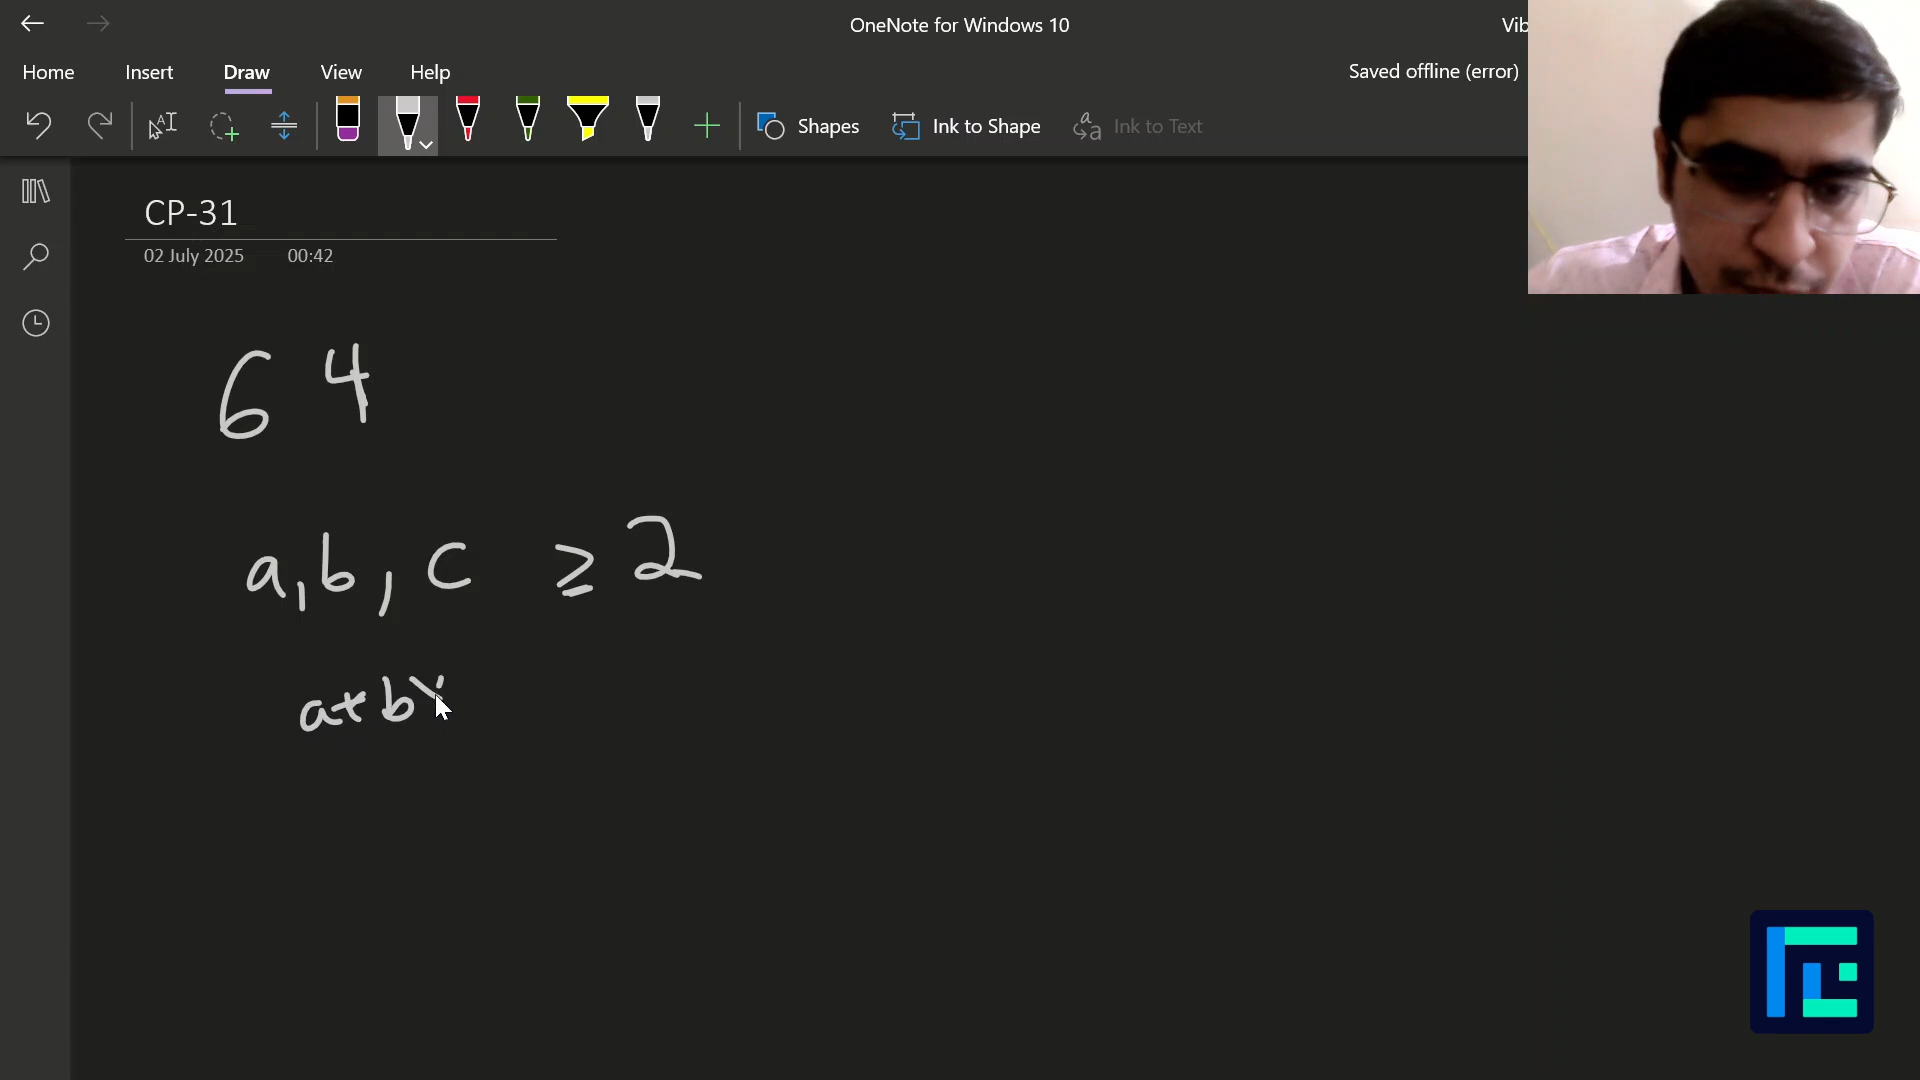 OneNote for Windows 10
Vib
Home Insert Draw View Help
Saved offline (error)
Shapes Ink to Shape Ink to Text
CP-31
02 July 2025 00:42
6 4
a, b, c ≥ 2
a * b